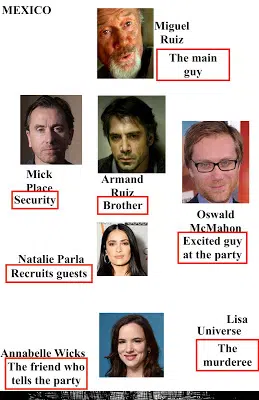 MEXICO
Miguel
Ruiz
The main
guy
Mick
Place
Security
Armand
Ruiz
Brother
Oswald
McMahon
Excited guy
at the party
Natalie Parla
Recruits guests
Lisa
Universe
The
murderee
Annabelle Wicks
The friend who
tells the party